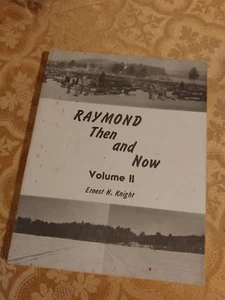 RAYMOND
Then
and
Now
Volume II
Ernest H. Knight